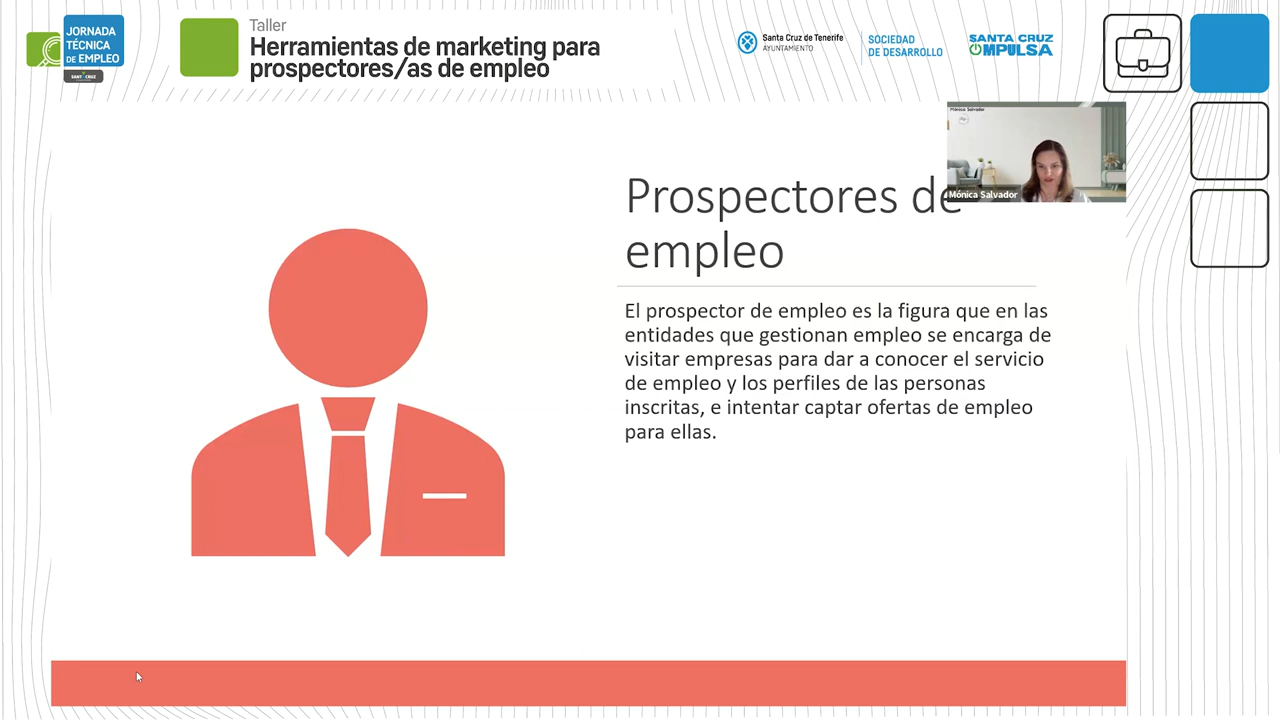 JORNADA
TÉCNICA
DE EMPLEO
Taller
Herramientas de marketing para
prospectores/as de empleo
Santa Cruz de Tenerife
AYUNTAMIENTO
SOCIEDAD
DE DESARROLLO
SANTA CRUZ
IMPULSA
Mónica Salvador
Mónica Salvador
Prospectores de
empleo
El prospector de empleo es la figura que en las
entidades que gestionan empleo se encarga de
visitar empresas para dar a conocer el servicio
de empleo y los perfiles de las personas
inscritas, e intentar captar ofertas de empleo
para ellas.